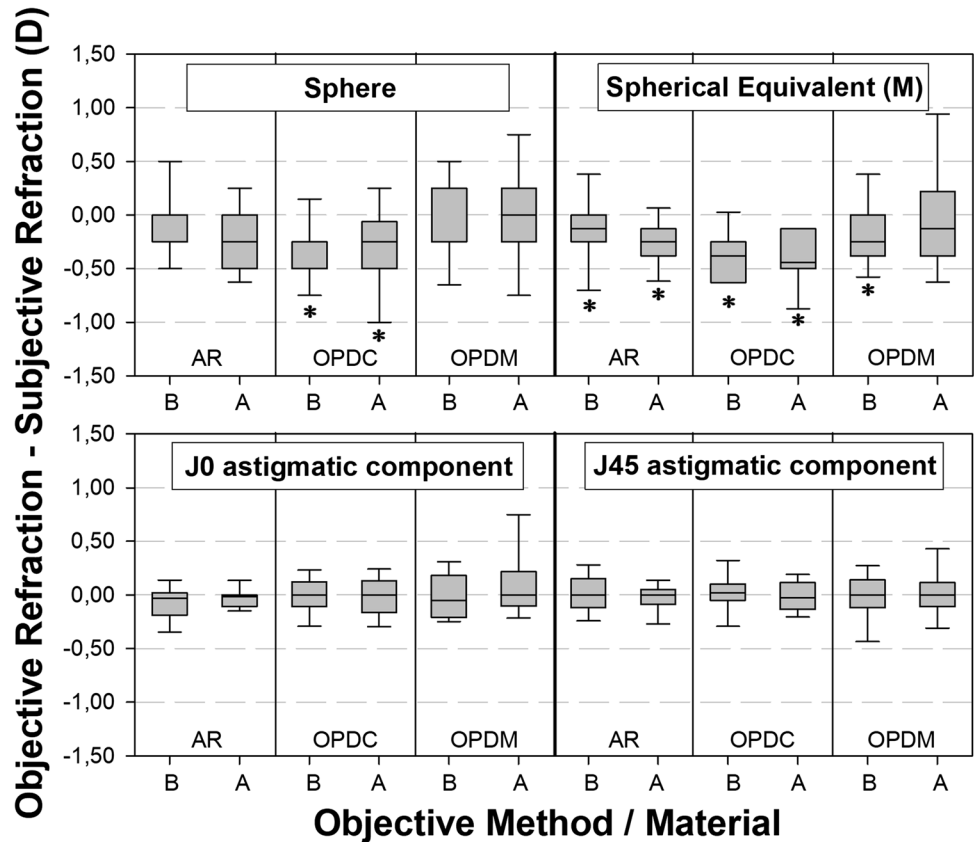 Objective Refraction - Subjective Refraction (D)
1,50
1,00
0,50
0,00
-0,50
-1,00
-1,50
Sphere
Spherical Equivalent (M)
* * * * * * *
AR OPDC OPDM AR OPDC OPDM
B A B A B A B A B A B A
1,50
1,00
0,50
0,00
-0,50
-1,00
-1,50
J0 astigmatic component
J45 astigmatic component
AR OPDC OPDM AR OPDC OPDM
B A B A B A B A B A B A
Objective Method / Material